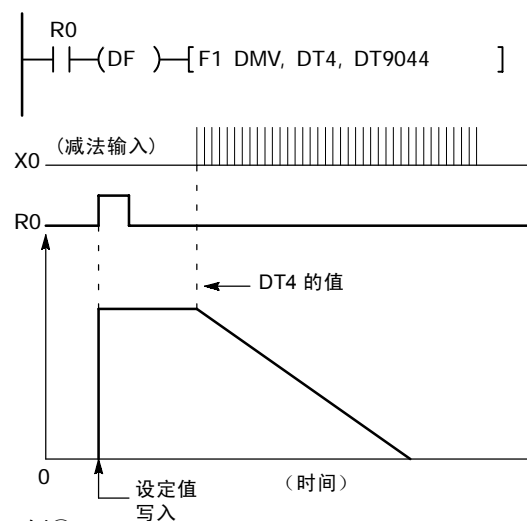 R0
(DF ) [F1 DMV, DT4, DT9044 ]
(减法输入)
X0
R0
DT4 的值
0
设定值
写入
(时间)